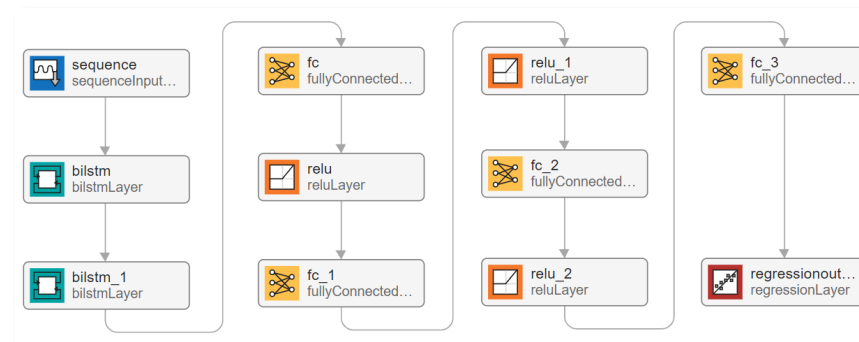 sequence
sequenceInput...
bilstm
bilstmLayer
bilstm_1
bilstmLayer
fc
fullyConnected...
relu
reluLayer
fc_1
fullyConnected...
relu_1
reluLayer
fc_2
fullyConnected...
relu_2
reluLayer
fc_3
fullyConnected...
regressionout...
regressionLayer